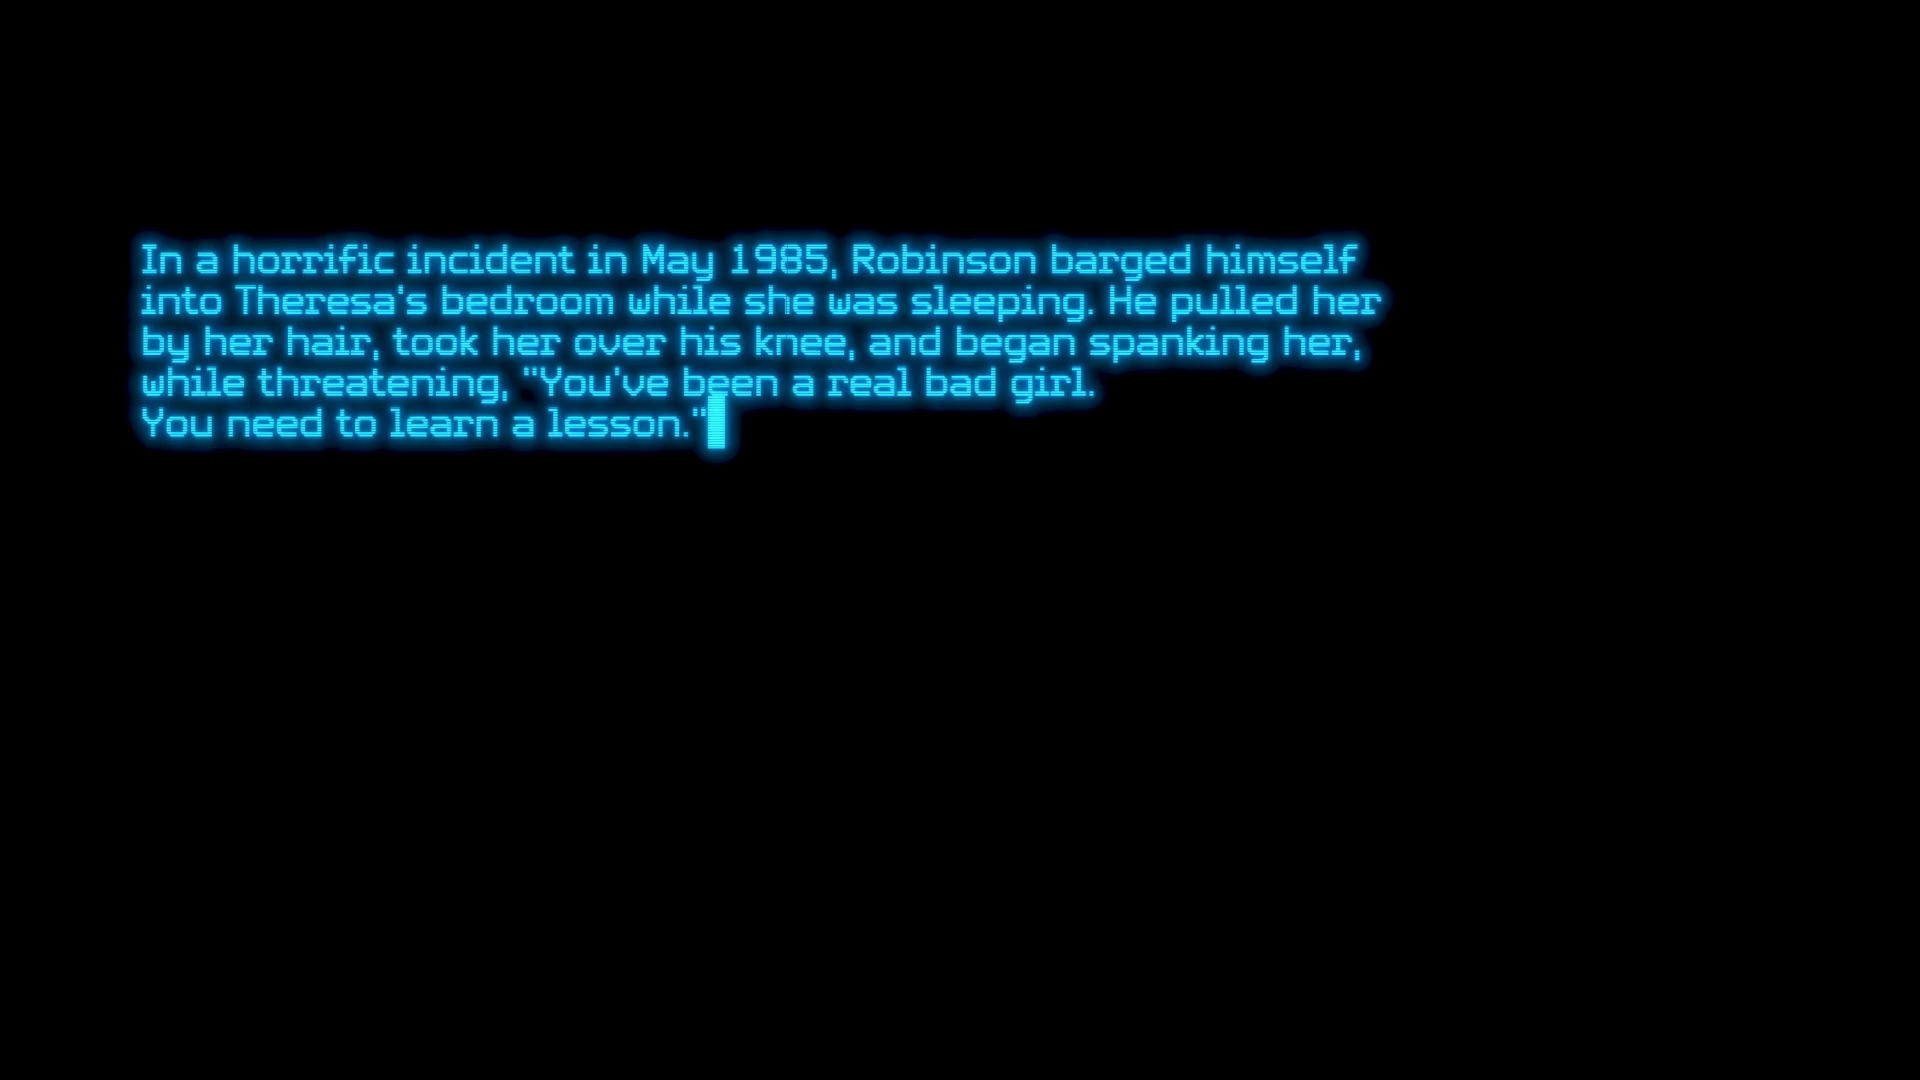 In a horrific incident in May 1985, Robinson barged himself
into Theresa's bedroom while she was sleeping. He pulled her
by her hair, took her over his knee, and began spanking her,
while threatening, "You've been a real bad girl.
You need to learn a lesson."